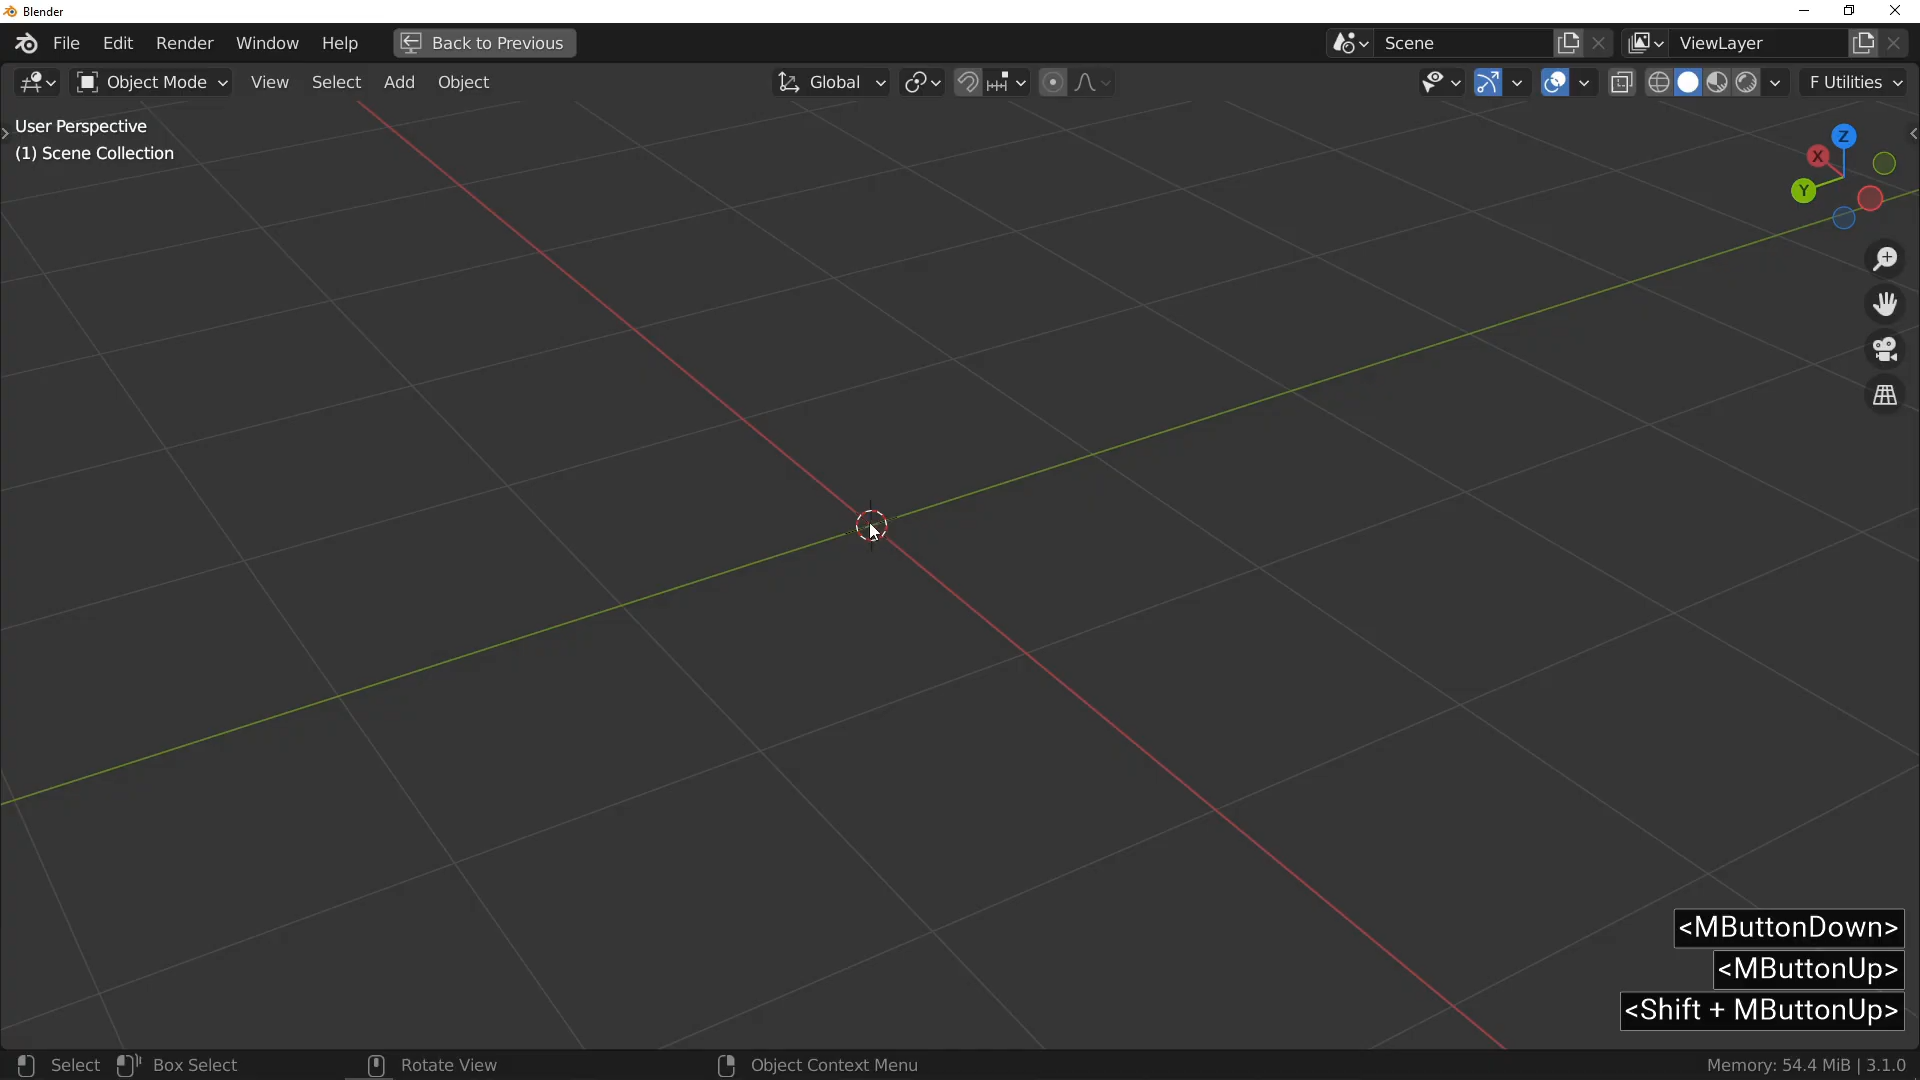 Blender
File Edit Render Window Help Back to Previous Scene ViewLayer
Object Mode View Select Add Object Global F Utilities
User Perspective
(1) Scene Collection
Z
X
Y
<MButtonDown>
<MButtonUp>
<Shift + MButtonUp>
Select Box Select Rotate View Object Context Menu Memory: 54.4 MiB | 3.1.0